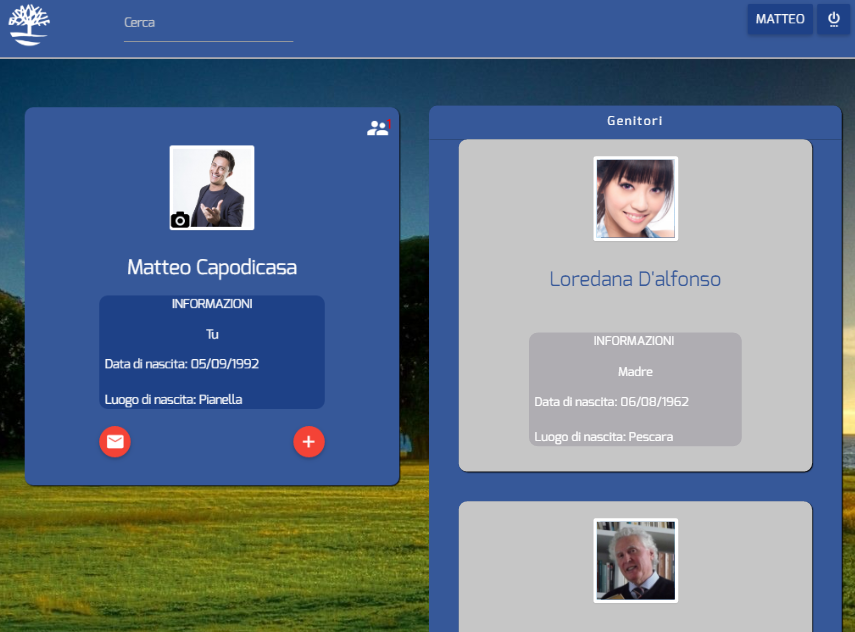 Cerca
MATTEO
Matteo Capodicasa
INFORMAZIONI
Tu
Data di nascita: 05/09/1992
Luogo di nascita: Pianella
Genitori
Loredana D'alfonso
INFORMAZIONI
Madre
Data di nascita: 06/08/1962
Luogo di nascita: Pescara